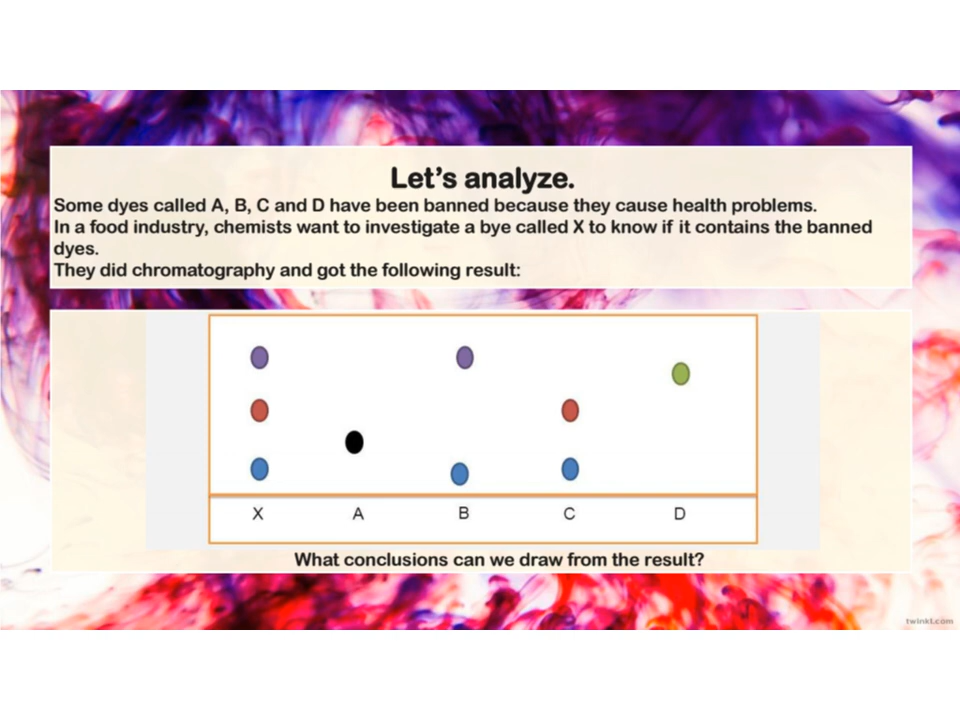 Let's analyze.
Some dyes called A, B, C and D have been banned because they cause health problems.
In a food industry, chemists want to investigate a bye called X to know if it contains the banned
dyes.
They did chromatography and got the following result:
X A B C D
What conclusions can we draw from the result?
twinkl.com